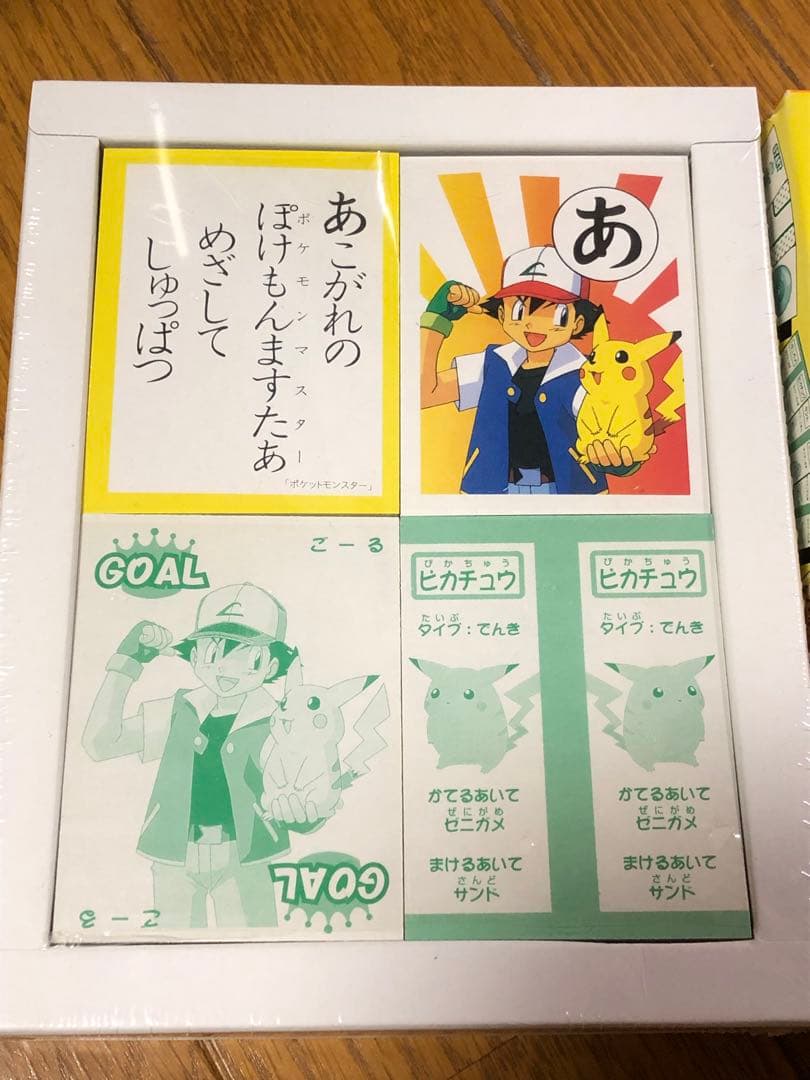 あこがれの
ぽけもんますたあ
ポケモンマスター
めざして
しゅっぱつ
「ポケットモンスター」
あ
GOAL
ごーる
GOAL
ごーる
ぴかちゅう
ピカチュウ
たいぷ
タイプ:でんき
かてるあいて
ぜにがめ
ゼニガメ
まけるあいて
さんど
サンド
ぴかちゅう
ピカチュウ
たいぷ
タイプ:でんき
かてるあいて
ぜにがめ
ゼニガメ
まけるあいて
さんど
サンド